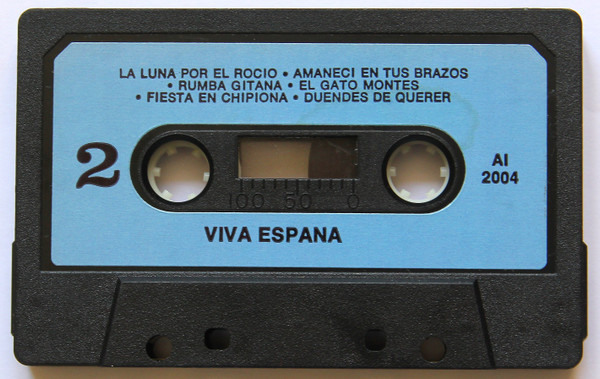 LA LUNA POR EL ROCIO • AMANECI EN TUS BRAZOS
• RUMBA GITANA • EL GATO MONTES
• FIESTA EN CHIPIONA • DUENDES DE QUERER
2
100 50 0
AI
2004
VIVA ESPANA